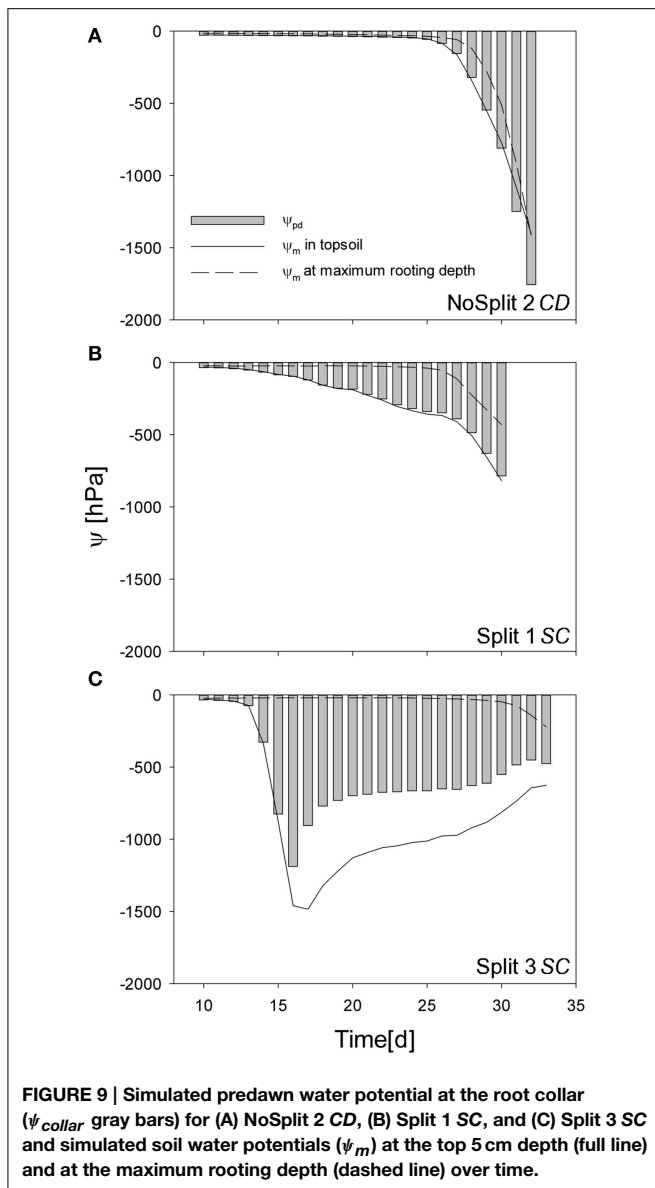 A
0
-500
-1000
-1500
-2000
ψpd
ψm in topsoil
ψm at maximum rooting depth
NoSplit 2 CD
B
0
-500
-1000
-1500
-2000
Split 1 SC
ψ [hPa]
C
0
-500
-1000
-1500
-2000
Split 3 SC
10 15 20 25 30 35
Time[d]
FIGURE 9 | Simulated predawn water potential at the root collar
(ψcollar gray bars) for (A) NoSplit 2 CD, (B) Split 1 SC, and (C) Split 3 SC
and simulated soil water potentials (ψm) at the top 5 cm depth (full line)
and at the maximum rooting depth (dashed line) over time.